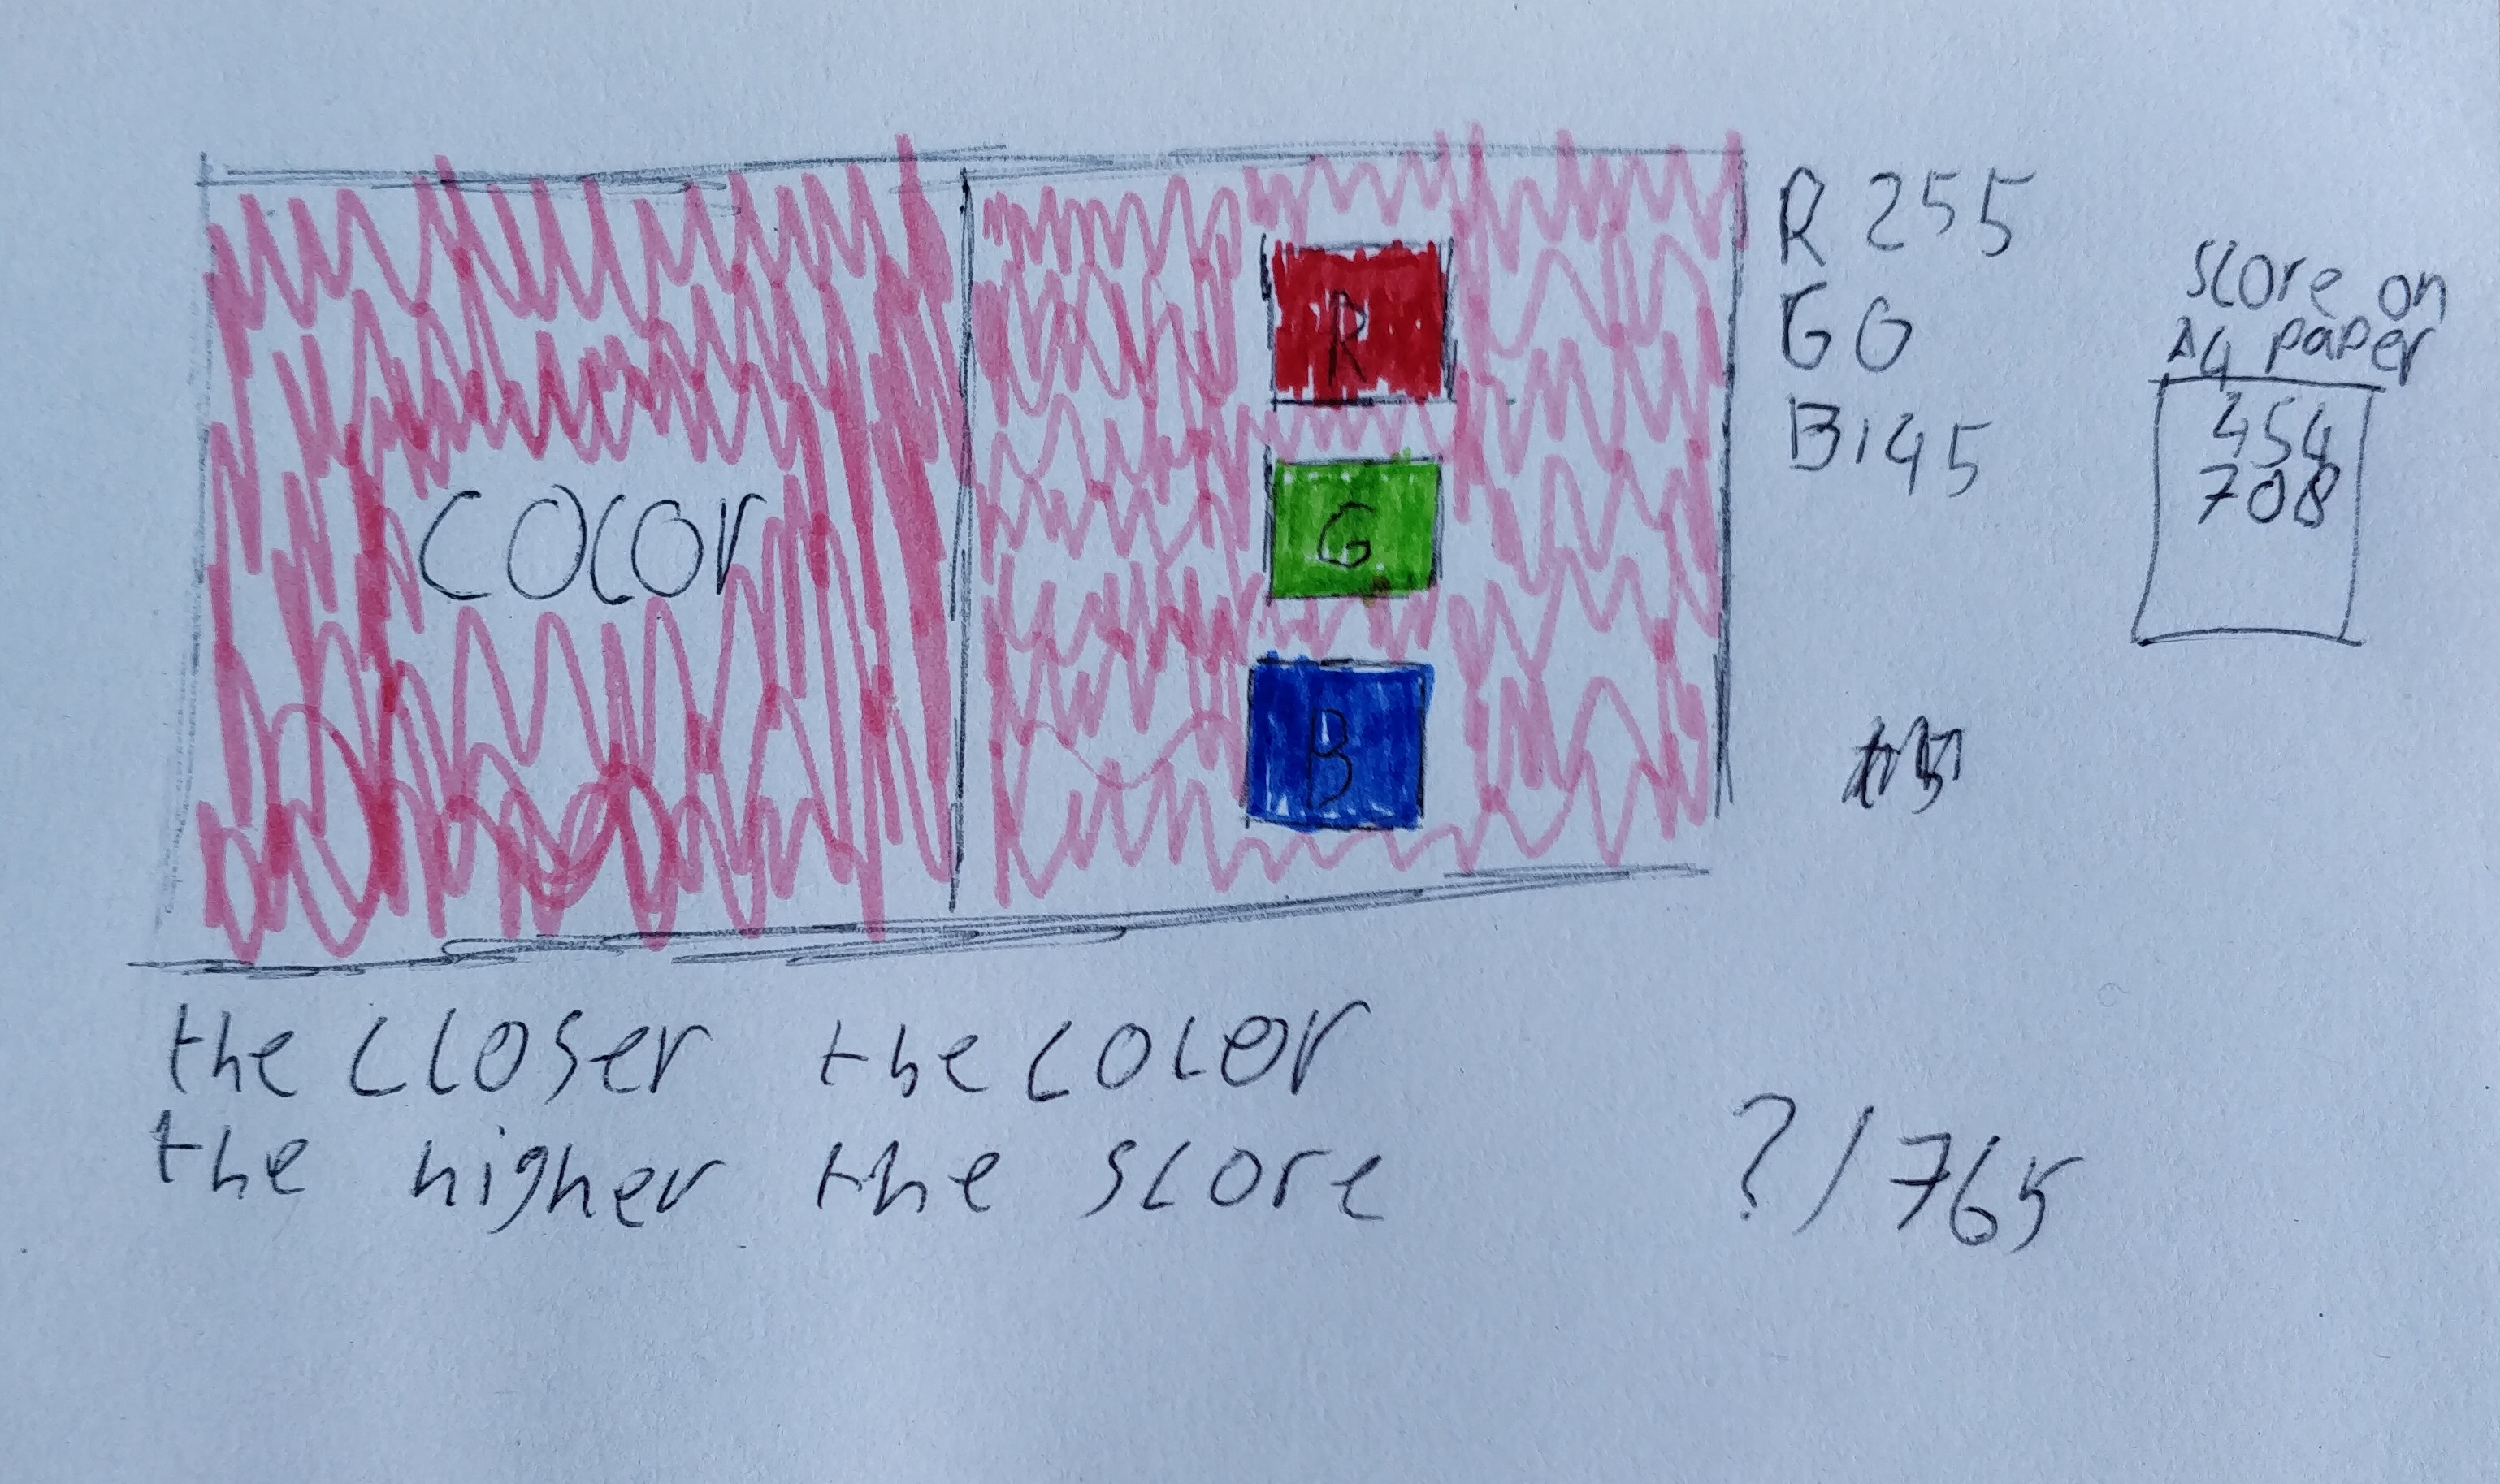 COLOR
R
G
B
R 255
G 0
B 145
score on
A4 paper
454
708
the closer the color
the higher the score
?/765